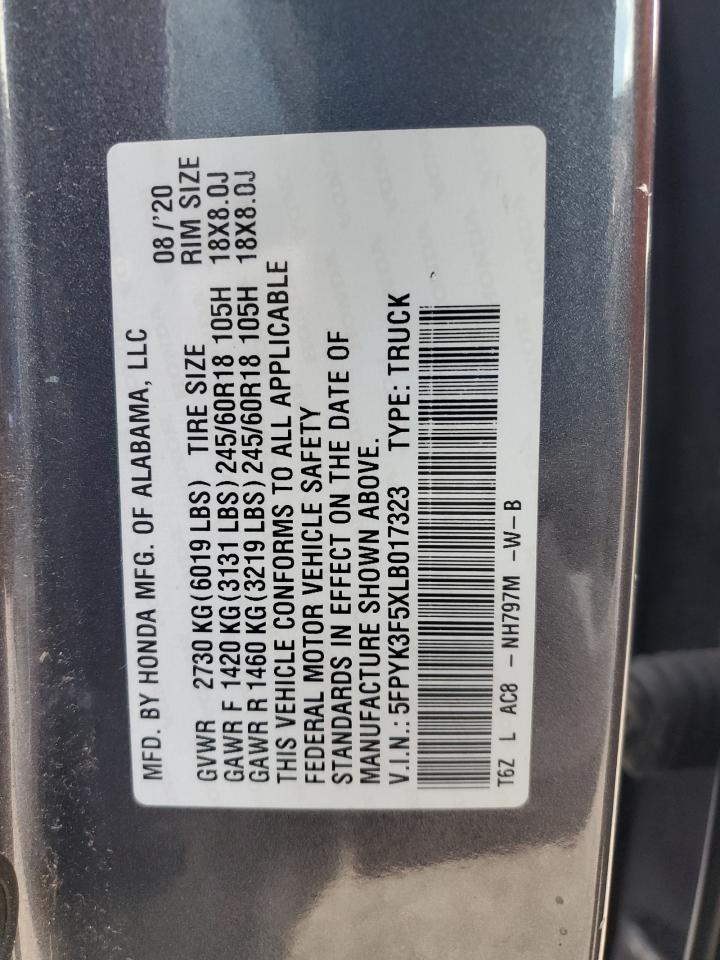 MFD. BY HONDA MFG. OF ALABAMA, LLC 08/'20
GVWR 2730 KG(6019 LBS) TIRE SIZE RIM SIZE
GAWR F 1420 KG(3131 LBS)245/60R18 105H 18X8.0J
GAWR R 1460 KG(3219 LBS)245/60R18 105H 18X8.0J
THIS VEHICLE CONFORMS TO ALL APPLICABLE
FEDERAL MOTOR VEHICLE SAFETY
STANDARDS IN EFFECT ON THE DATE OF
MANUFACTURE SHOWN ABOVE.
V.I.N.: 5FPYK3F5XLB017323 TYPE: TRUCK
T6Z L AC8 -NH797M -W-B